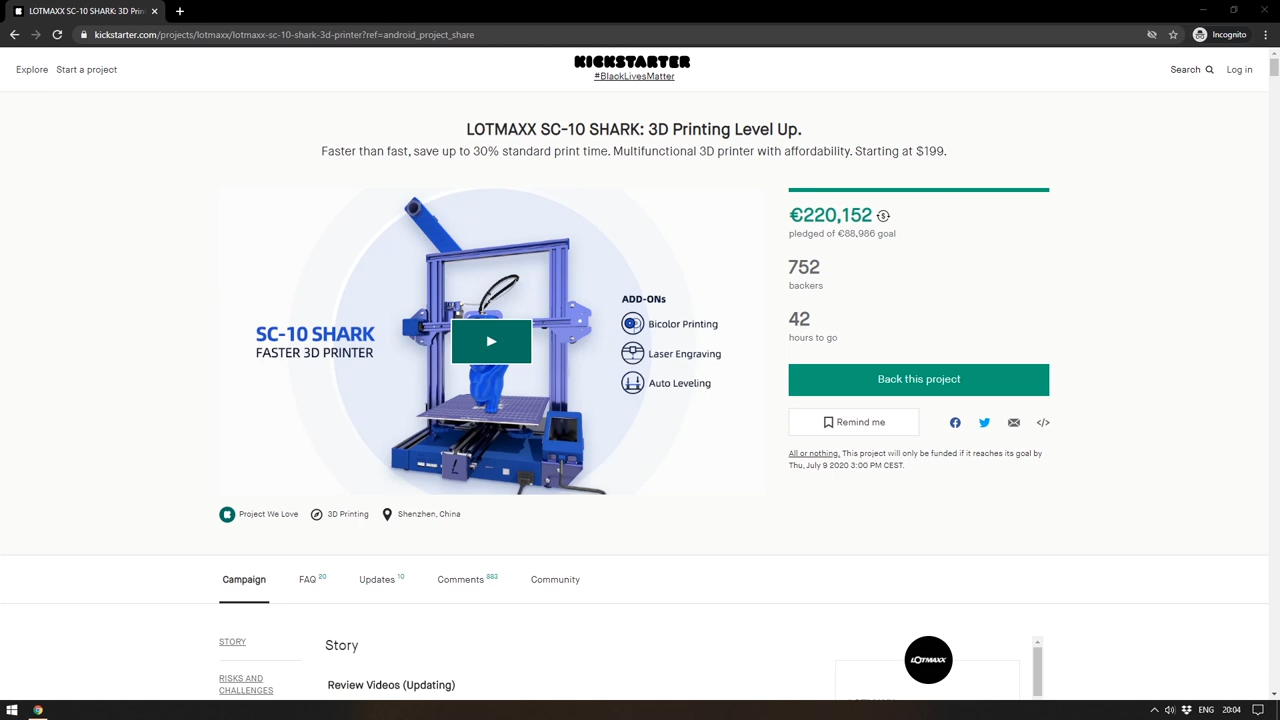 LOTMAXX SC-10 SHARK: 3D Printi
kickstarter.com/projects/lotmaxx/lotmaxx-sc-10-shark-3d-printer?ref=android_project_share
Incognito
Explore
Start a project
KICKSTARTER
#BlackLivesMatter
Search
Log in
LOTMAXX SC-10 SHARK: 3D Printing Level Up.
Faster than fast, save up to 30% standard print time. Multifunctional 3D printer with affordability. Starting at $199.
SC-10 SHARK
FASTER 3D PRINTER
ADD-ONs
Bicolor Printing
Laser Engraving
Auto Leveling
€220,152
pledged of €88,986 goal
752
backers
42
hours to go
Back this project
Remind me
All or nothing. This project will only be funded if it reaches its goal by
Thu, July 9 2020 3:00 PM CEST.
Project We Love
3D Printing
Shenzhen, China
Campaign
FAQ 20
Updates 10
Comments 883
Community
STORY
RISKS AND
CHALLENGES
Story
Review Videos (Updating)
LOTMAXX
ENG
20:04